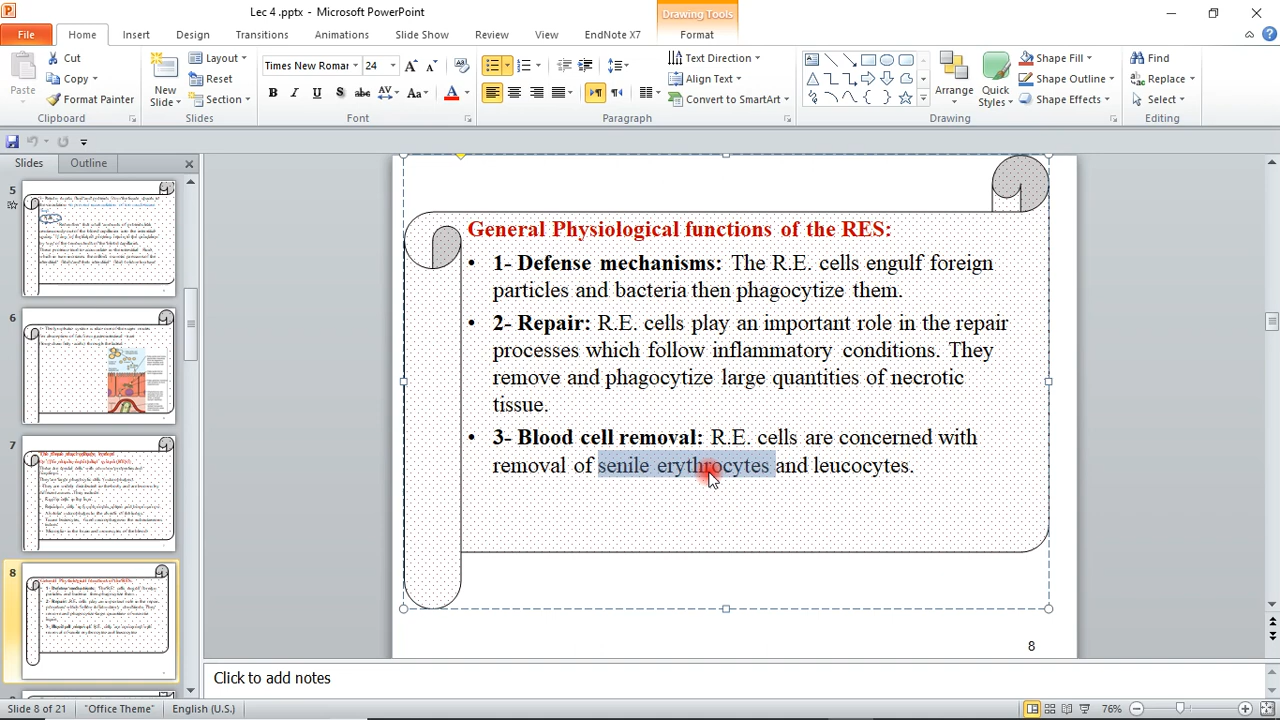 Lec 4 .pptx - Microsoft PowerPoint
Drawing Tools
File Home Insert Design Transitions Animations Slide Show Review View EndNote X7 Format
Paste
Cut
Copy
Format Painter
Clipboard
New Slide
Layout
Reset
Section
Slides
Times New Romar 24
Font
Text Direction
Align Text
Convert to SmartArt
Paragraph
Arrange
Quick Styles
Shape Fill
Shape Outline
Shape Effects
Drawing
Find
Replace
Select
Editing
Slides Outline
5
6
7
8
General Physiological functions of the RES:
• 1- Defense mechanisms: The R.E. cells engulf foreign
particles and bacteria then phagocytize them.
• 2- Repair: R.E. cells play an important role in the repair
processes which follow inflammatory conditions. They
remove and phagocytize large quantities of necrotic
tissue.
• 3- Blood cell removal: R.E. cells are concerned with
removal of senile erythrocytes and leucocytes.
8
Click to add notes
Slide 8 of 21 "Office Theme" English (U.S.) 76%